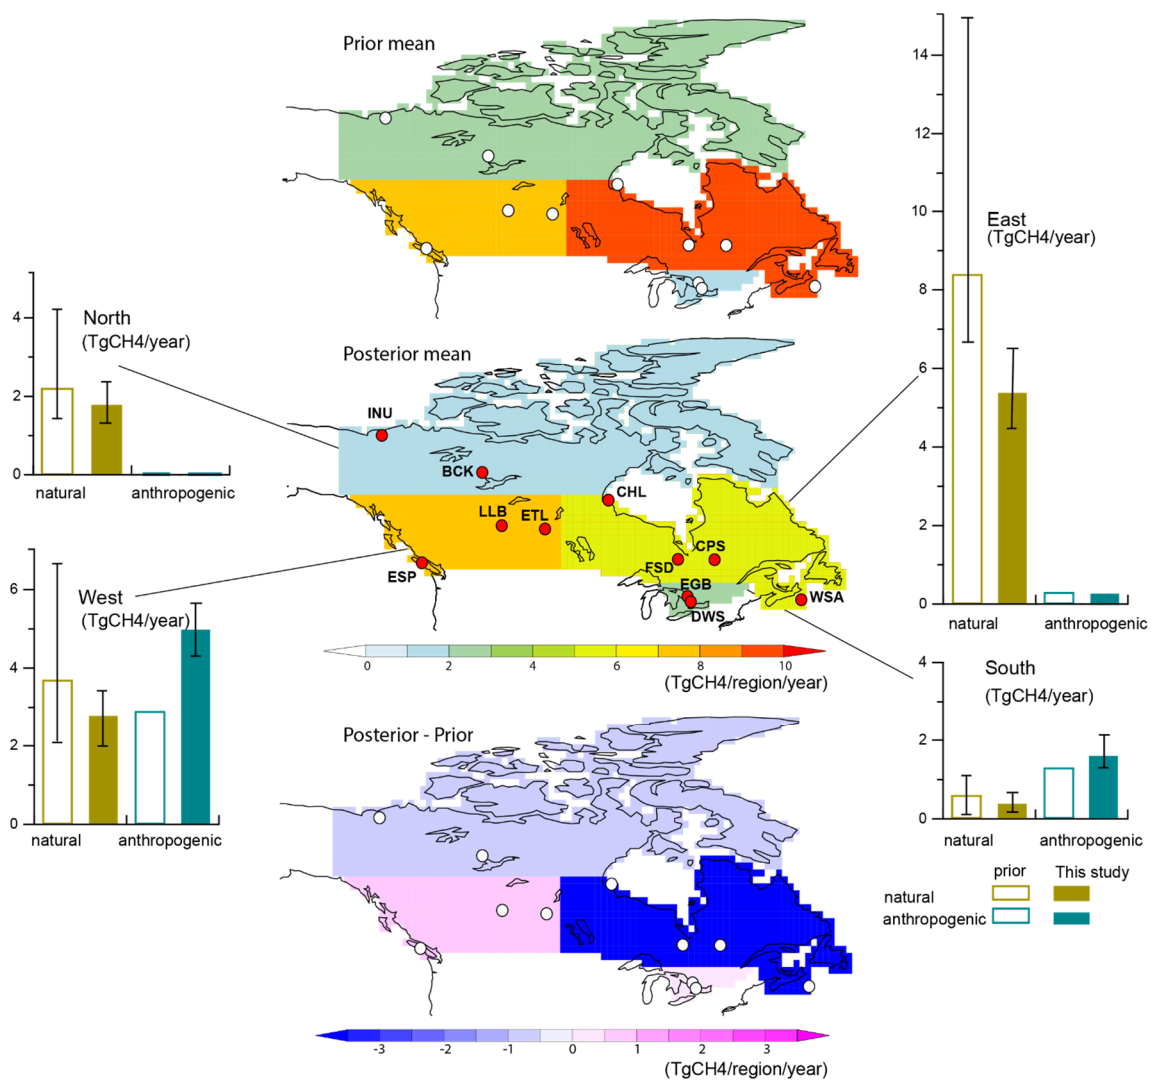 Prior mean
North
(TgCH4/year)
4
2
0
natural
anthropogenic
West
(TgCH4/year)
6
4
2
0
natural
anthropogenic
Posterior mean
INU
BCK
CHL
LLB
ETL
ESP
CPS
FSD
EGB
WSA
DWS
0
2
4
6
8
10
(TgCH4/region/year)
Posterior - Prior
-3
-2
-1
0
1
2
3
(TgCH4/region/year)
East
(TgCH4/year)
14
12
10
8
6
4
2
0
natural
anthropogenic
South
(TgCH4/year)
4
2
0
natural
anthropogenic
prior
This study
natural
anthropogenic